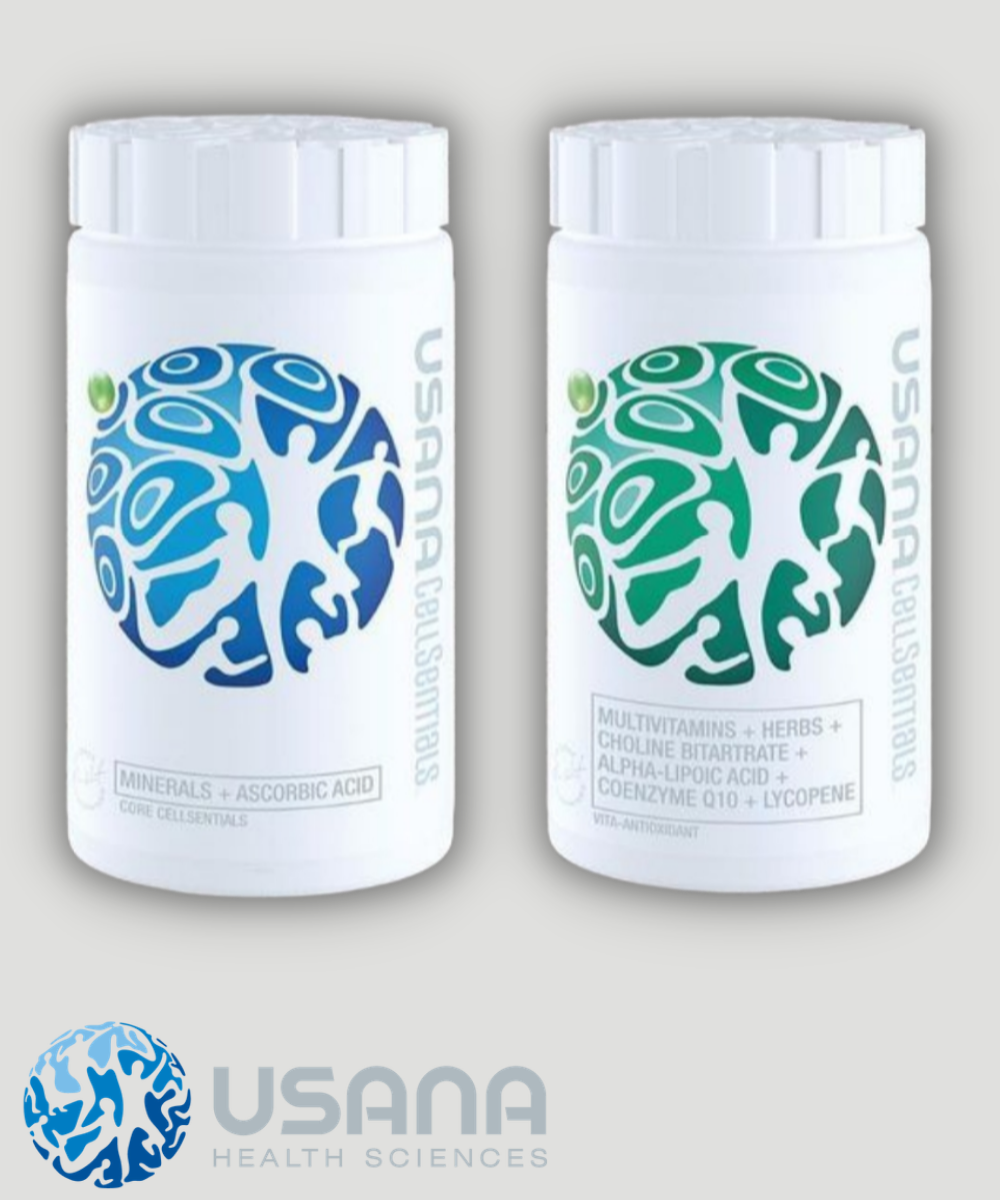 USANA CellSentials
MINERALS + ASCORBIC ACID
CORE CELLSENTIALS
USANA CellSentials
MULTIVITAMINS + HERBS +
CHOLINE BITARTRATE +
ALPHA-LIPOIC ACID +
COENZYME Q10 + LYCOPENE
VITA-ANTIOXIDANT
USANA
HEALTH SCIENCES